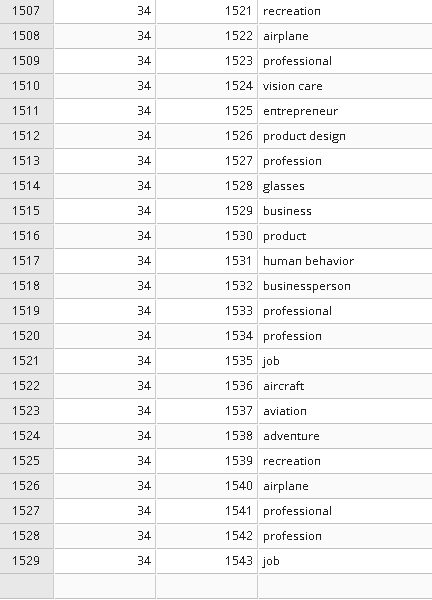 1507 34 1521 recreation
1508 34 1522 airplane
1509 34 1523 professional
1510 34 1524 vision care
1511 34 1525 entrepreneur
1512 34 1526 product design
1513 34 1527 profession
1514 34 1528 glasses
1515 34 1529 business
1516 34 1530 product
1517 34 1531 human behavior
1518 34 1532 businessperson
1519 34 1533 professional
1520 34 1534 profession
1521 34 1535 job
1522 34 1536 aircraft
1523 34 1537 aviation
1524 34 1538 adventure
1525 34 1539 recreation
1526 34 1540 airplane
1527 34 1541 professional
1528 34 1542 profession
1529 34 1543 job